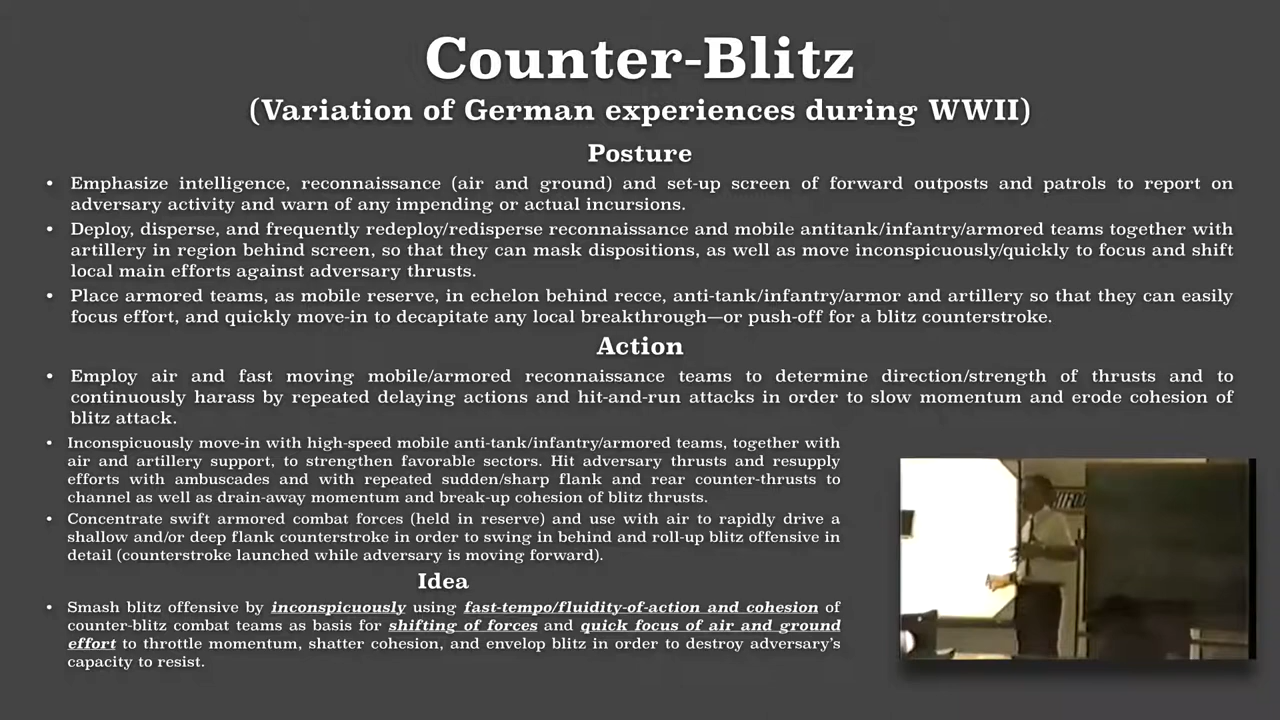 Counter-Blitz
(Variation of German experiences during WWII)
Posture
• Emphasize intelligence, reconnaissance (air and ground) and set-up screen of forward outposts and patrols to report on
adversary activity and warn of any impending or actual incursions.
• Deploy, disperse, and frequently redeploy/redisperse reconnaissance and mobile antitank/infantry/armored teams together with
artillery in region behind screen, so that they can mask dispositions, as well as move inconspicuously/quickly to focus and shift
local main efforts against adversary thrusts.
• Place armored teams, as mobile reserve, in echelon behind recce, anti-tank/infantry/armor and artillery so that they can easily
focus effort, and quickly move-in to decapitate any local breakthrough—or push-off for a blitz counterstroke.
Action
• Employ air and fast moving mobile/armored reconnaissance teams to determine direction/strength of thrusts and to
continuously harass by repeated delaying actions and hit-and-run attacks in order to slow momentum and erode cohesion of
blitz attack.
• Inconspicuously move-in with high-speed mobile anti-tank/infantry/armored teams, together with
air and artillery support, to strengthen favorable sectors. Hit adversary thrusts and resupply
efforts with ambuscades and with repeated sudden/sharp flank and rear counter-thrusts to
channel as well as drain-away momentum and break-up cohesion of blitz thrusts.
• Concentrate swift armored combat forces (held in reserve) and use with air to rapidly drive a
shallow and/or deep flank counterstroke in order to swing in behind and roll-up blitz offensive in
detail (counterstroke launched while adversary is moving forward).
Idea
• Smash blitz offensive by inconspicuously using fast-tempo/fluidity-of-action and cohesion of
counter-blitz combat teams as basis for shifting of forces and quick focus of air and ground
effort to throttle momentum, shatter cohesion, and envelop blitz in order to destroy adversary's
capacity to resist.